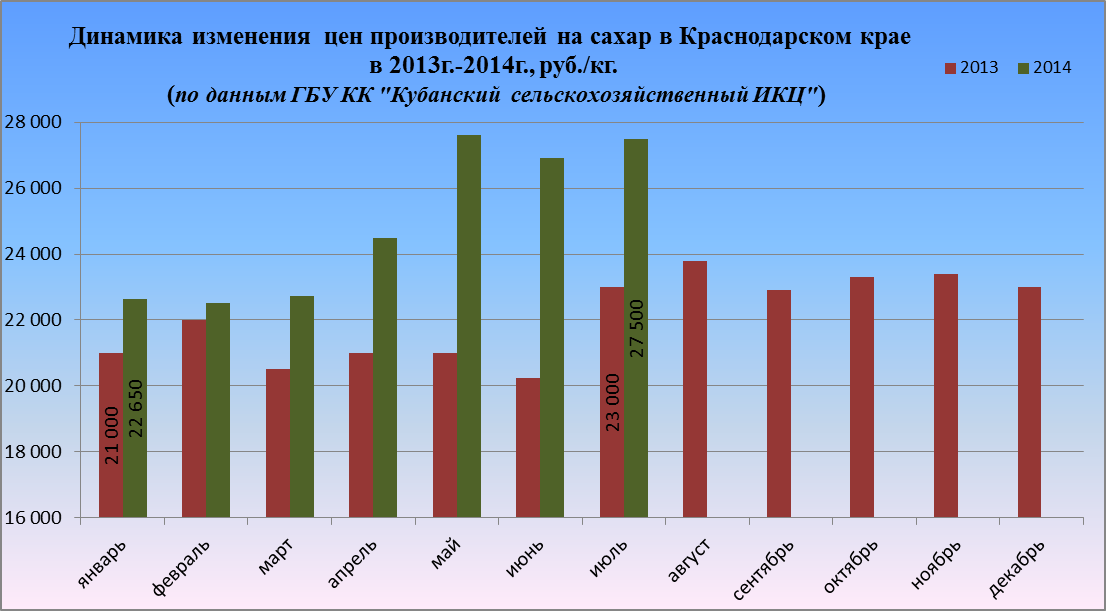 Динамика изменения цен производителей на сахар в Краснодарском крае
в 2013г.-2014г., руб./кг.
(по данным ГБУ КК "Кубанский сельскохозяйственный ИКЦ")
2013
2014
28 000
26 000
24 000
22 000
20 000
18 000
16 000
21 000
22 650
23 000
27 500
январь
февраль
март
апрель
май
июнь
июль
август
сентябрь
октябрь
ноябрь
декабрь